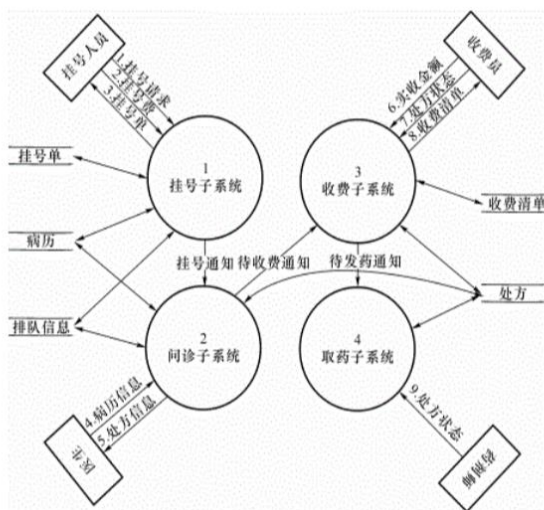 挂号人员
1.挂号请求
2.挂号费
3.挂号单
收费员
6.实收金额
7.处方状态
8.收费清单
1
挂号子系统
3
收费子系统
挂号单
病历
排队信息
收费清单
处方
挂号通知
待收费通知
待发药通知
2
问诊子系统
4
取药子系统
4.病历信息
5.处方信息
医生
9.处方状态
药剂师